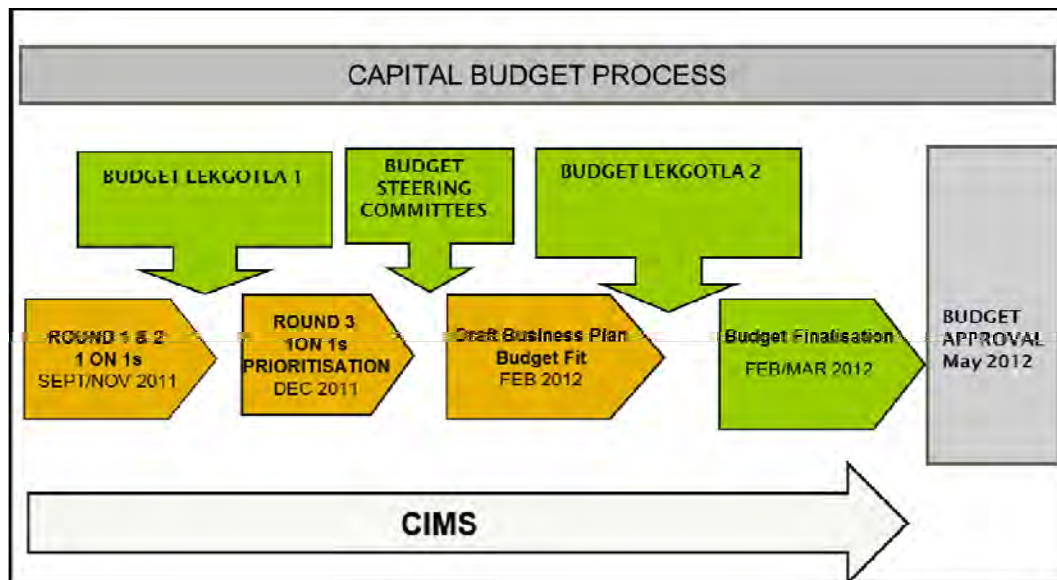 CAPITAL BUDGET PROCESS
BUDGET LEKGOTLA 1
BUDGET
STEERING
COMMITTEES
BUDGET LEKGOTLA 2
ROUND 1 & 2
1 ON 1s
SEPT/NOV 2011
ROUND 3
1ON 1s
PRIORITISATION
DEC 2011
Draft Business Plan
Budget Fit
FEB 2012
Budget Finalisation
FEB/MAR 2012
BUDGET
APPROVAL
May 2012
CIMS